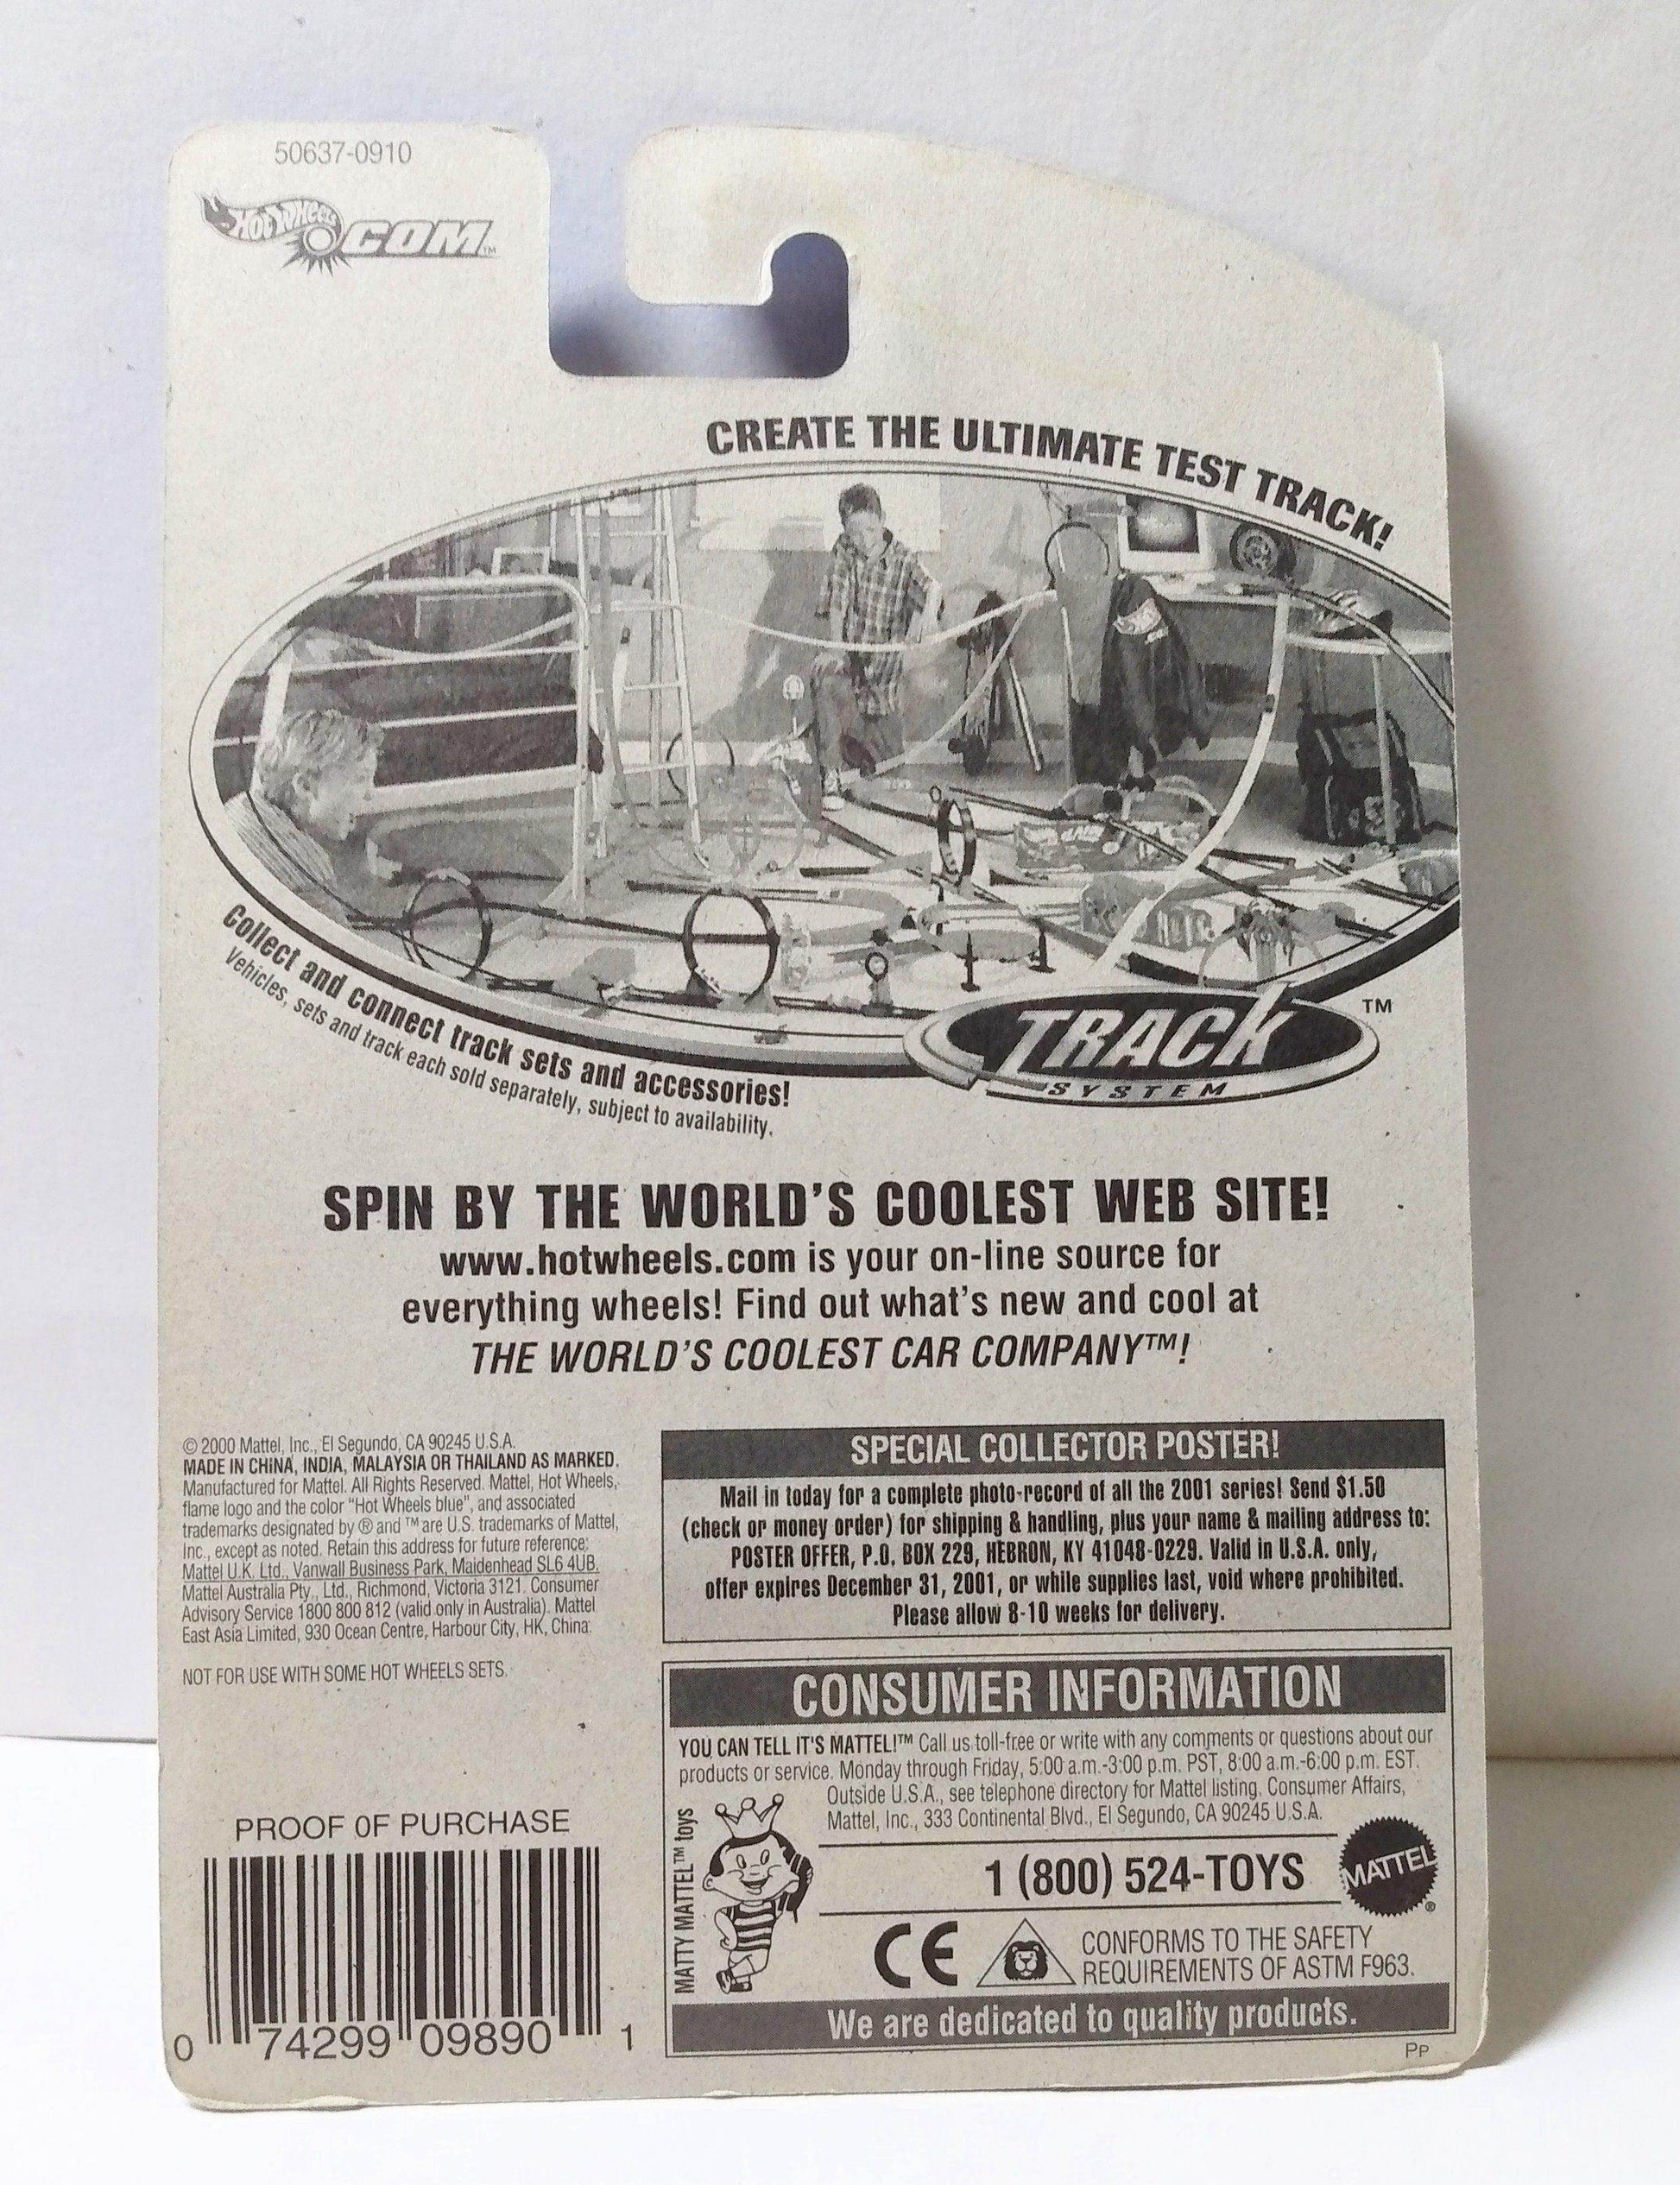 50637-0910
HOT WHEELS .COM™
CREATE THE ULTIMATE TEST TRACK!
Collect and connect track sets and accessories!
Vehicles, sets and track each sold separately, subject to availability.
TRACK ™
SYSTEM
SPIN BY THE WORLD'S COOLEST WEB SITE!
www.hotwheels.com is your on-line source for
everything wheels! Find out what's new and cool at
THE WORLD'S COOLEST CAR COMPANY™!
© 2000 Mattel, Inc., El Segundo, CA 90245 U.S.A.
MADE IN CHINA, INDIA, MALAYSIA OR THAILAND AS MARKED.
Manufactured for Mattel. All Rights Reserved. Mattel, Hot Wheels,
flame logo and the color "Hot Wheels blue", and associated
trademarks designated by ® and ™ are U.S. trademarks of Mattel,
Inc., except as noted. Retain this address for future reference:
Mattel U.K. Ltd., Vanwall Business Park, Maidenhead SL6 4UB.
Mattel Australia Pty., Ltd., Richmond, Victoria 3121. Consumer
Advisory Service 1800 800 812 (valid only in Australia). Mattel
East Asia Limited, 930 Ocean Centre, Harbour City, HK, China.
NOT FOR USE WITH SOME HOT WHEELS SETS.
SPECIAL COLLECTOR POSTER!
Mail in today for a complete photo-record of all the 2001 series! Send $1.50
(check or money order) for shipping & handling, plus your name & mailing address to:
POSTER OFFER, P.O. BOX 229, HEBRON, KY 41048-0229. Valid in U.S.A. only,
offer expires December 31, 2001, or while supplies last, void where prohibited.
Please allow 8-10 weeks for delivery.
CONSUMER INFORMATION
YOU CAN TELL IT'S MATTEL!™ Call us toll-free or write with any comments or questions about our
products or service. Monday through Friday, 5:00 a.m.-3:00 p.m. PST, 8:00 a.m.-6:00 p.m. EST.
Outside U.S.A., see telephone directory for Mattel listing. Consumer Affairs,
Mattel, Inc., 333 Continental Blvd., El Segundo, CA 90245 U.S.A.
MATTY MATTEL™ toys
1 (800) 524-TOYS
MATTEL ®
CE
CONFORMS TO THE SAFETY
REQUIREMENTS OF ASTM F963.
We are dedicated to quality products.
PP
PROOF OF PURCHASE
0 74299 09890 1